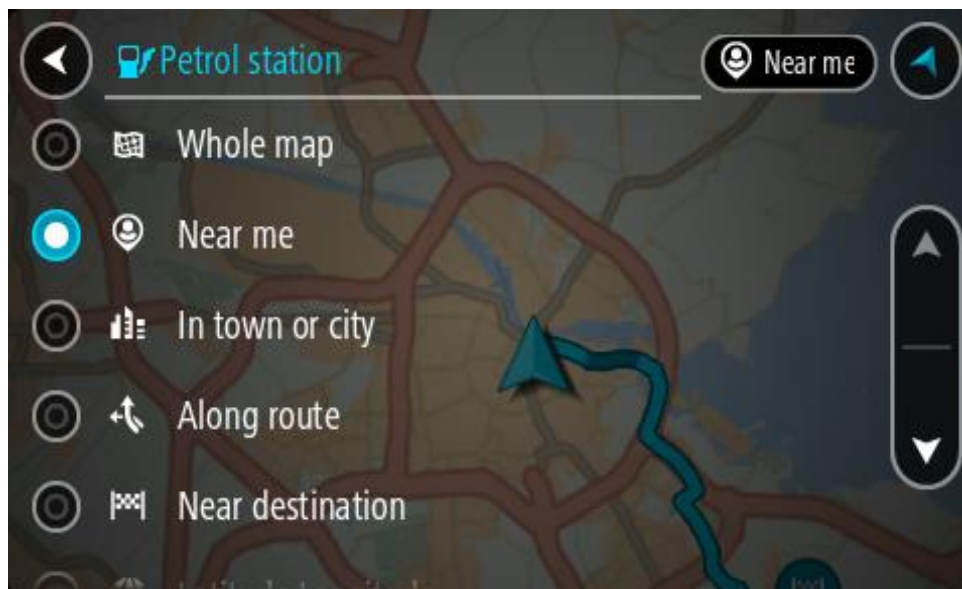 Petrol station
Near me
Whole map
Near me
In town or city
Along route
Near destination